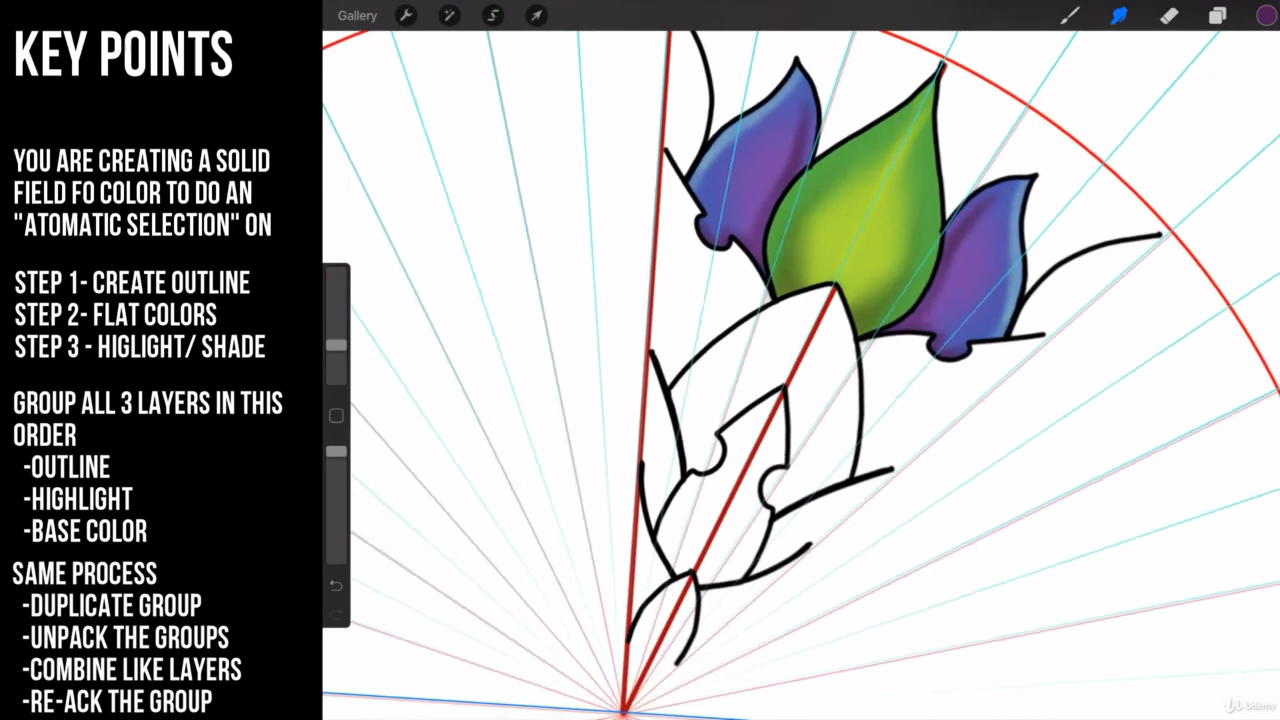 Gallery
KEY POINTS
YOU ARE CREATING A SOLID
FIELD FO COLOR TO DO AN
"ATOMATIC SELECTION" ON
STEP 1- CREATE OUTLINE
STEP 2- FLAT COLORS
STEP 3 - HIGLIGHT/ SHADE
GROUP ALL 3 LAYERS IN THIS
ORDER
-OUTLINE
-HIGHLIGHT
-BASE COLOR
SAME PROCESS
-DUPLICATE GROUP
-UNPACK THE GROUPS
-COMBINE LIKE LAYERS
-RE-ACK THE GROUP
Udemy